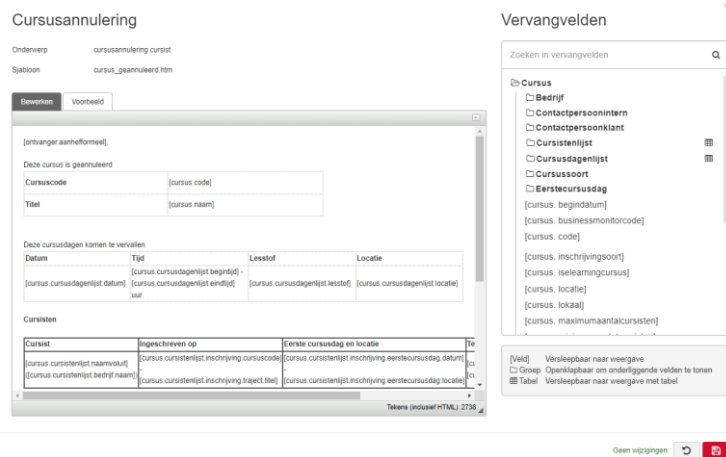 Cursusannulering
Onderwerp cursusannulering cursist
Sjabloon cursus_geannuleerd.htm
Bewerken Voorbeeld
[ontvanger.aanhefformeel],
Deze cursus is geannuleerd
Cursuscode [cursus.code]
Titel [cursus.naam]
Deze cursusdagen komen te vervallen
Datum Tijd Lesstof Locatie
[cursus.cursusdagenlijst.datum] [cursus.cursusdagenlijst.begintijd] - [cursus.cursusdagenlijst.eindtijd] uur [cursus.cursusdagenlijst.lesstof] [cursus.cursusdagenlijst.locatie]
Cursisten
Cursist Ingeschreven op Eerste cursusdag en locatie Te
[cursus.cursistenlijst.naamvoluit] [cursus.cursistenlijst.inschrijving.cursuscode] [cursus.cursistenlijst.inschrijving.eerstecursusdag.datum] [c
([cursus.cursistenlijst.bedrijf.naam]) - [cursus.cursistenlijst.inschrijving.traject.titel] - [cursus.cursistenlijst.inschrijving.eerstecursusdag.locatie] [c
Tekens (inclusief HTML): 2738
Vervangvelden
Zoeken in vervangvelden
Cursus
Bedrijf
Contactpersoonintern
Contactpersoonklant
Cursistenlijst
Cursusdagenlijst
Cursussoort
Eerstecursusdag
[cursus. begindatum]
[cursus. businessmonitorcode]
[cursus. code]
[cursus. inschrijvingsoort]
[cursus. iselearningcursus]
[cursus. locatie]
[cursus. lokaal]
[cursus. maximumaantalcursisten]
[Veld] Versleepbaar naar weergave
Groep Openklapbaar om onderliggende velden te tonen
Tabel Versleepbaar naar weergave met tabel
Geen wijzigingen